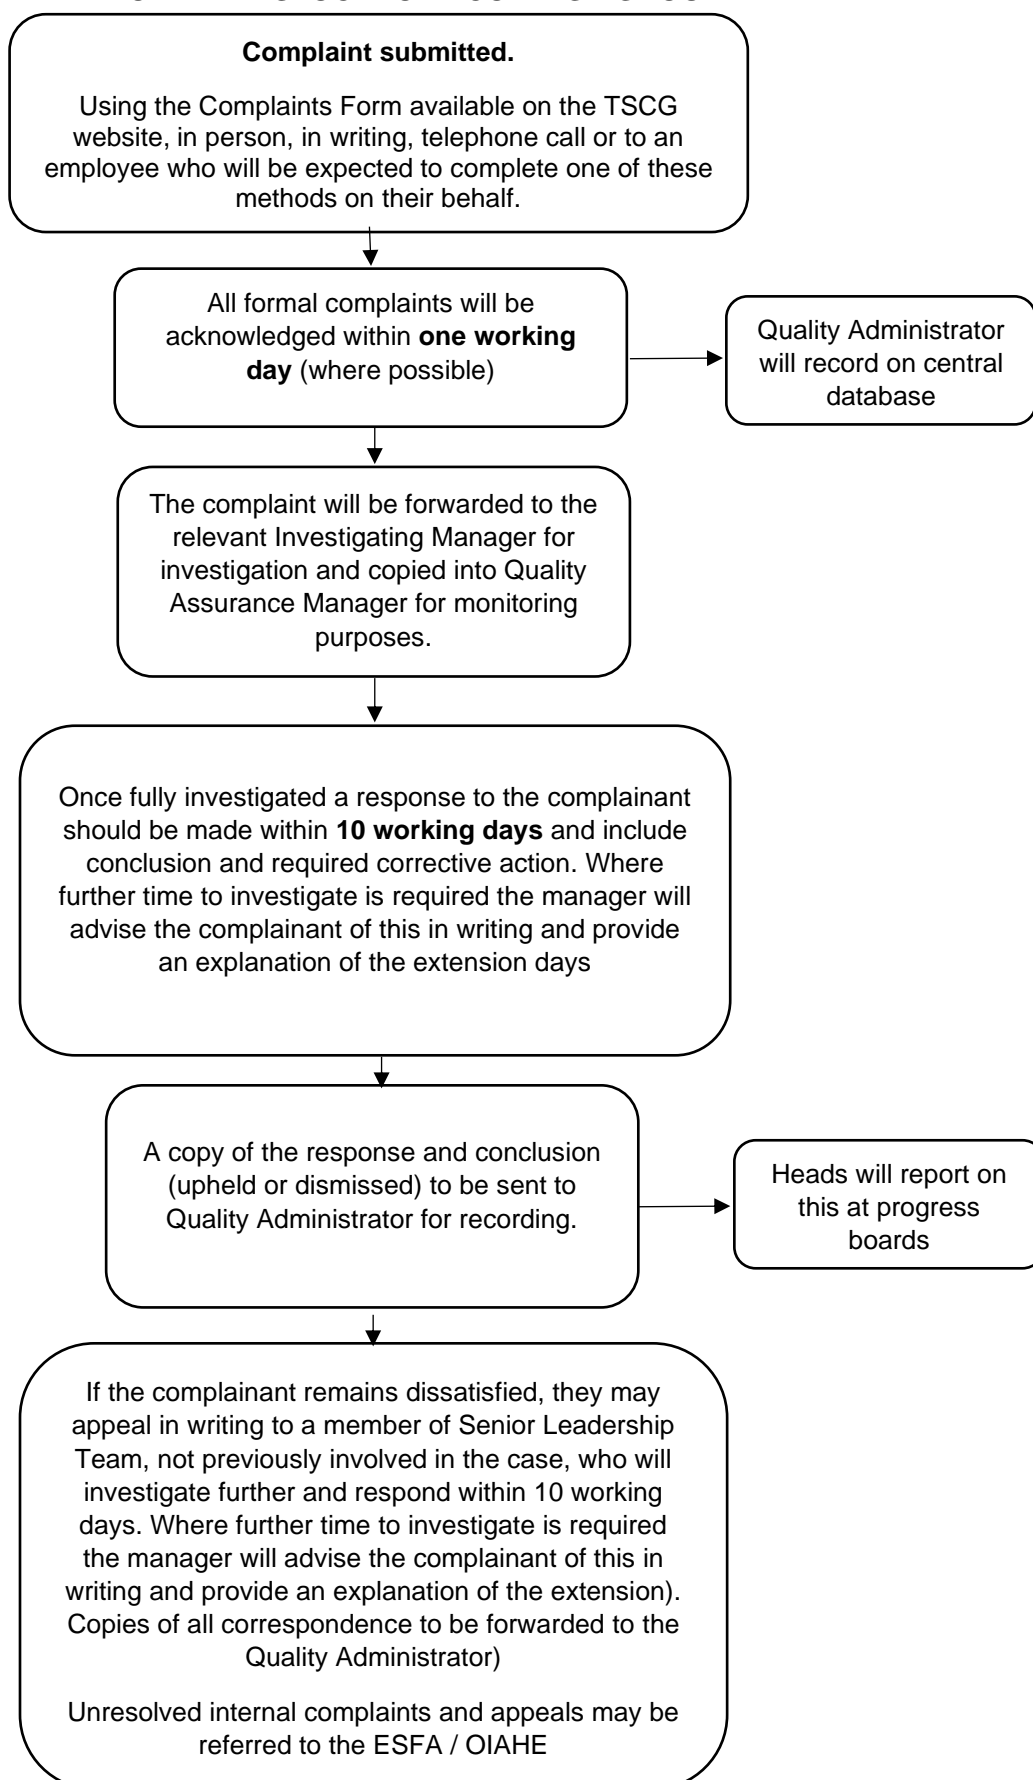 Complaint submitted.
Using the Complaints Form available on the TSCG
website, in person, in writing, telephone call or to an
employee who will be expected to complete one of these
methods on their behalf.
All formal complaints will be
acknowledged within one working
day (where possible)
Quality Administrator
will record on central
database
The complaint will be forwarded to the
relevant Investigating Manager for
investigation and copied into Quality
Assurance Manager for monitoring
purposes.
Once fully investigated a response to the complainant
should be made within 10 working days and include
conclusion and required corrective action. Where
further time to investigate is required the manager will
advise the complainant of this in writing and provide
an explanation of the extension days
A copy of the response and conclusion
(upheld or dismissed) to be sent to
Quality Administrator for recording.
Heads will report on
this at progress
boards
If the complainant remains dissatisfied, they may
appeal in writing to a member of Senior Leadership
Team, not previously involved in the case, who will
investigate further and respond within 10 working
days. Where further time to investigate is required
the manager will advise the complainant of this in
writing and provide an explanation of the extension).
Copies of all correspondence to be forwarded to the
Quality Administrator)
Unresolved internal complaints and appeals may be
referred to the ESFA / OIAHE